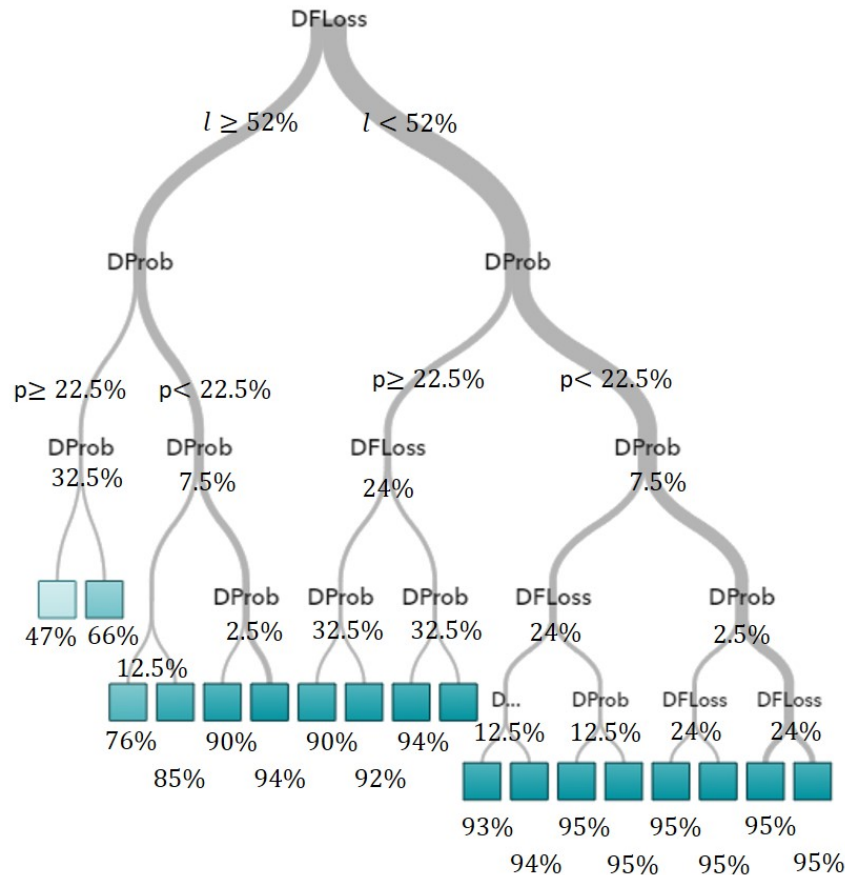 DFLoss
l ≥ 52% l < 52%
DProb DProb
p≥ 22.5% p< 22.5% p≥ 22.5% p< 22.5%
DProb DProb DFLoss DProb
32.5% 7.5% 24% 7.5%
DProb DProb DProb DFLoss DProb
2.5% 32.5% 32.5% 24% 2.5%
47% 66%
12.5%
D... DProb DFLoss DFLoss
12.5% 12.5% 24% 24%
76% 90% 90% 94%
85% 94% 92%
93% 95% 95% 95%
94% 95% 95% 95%